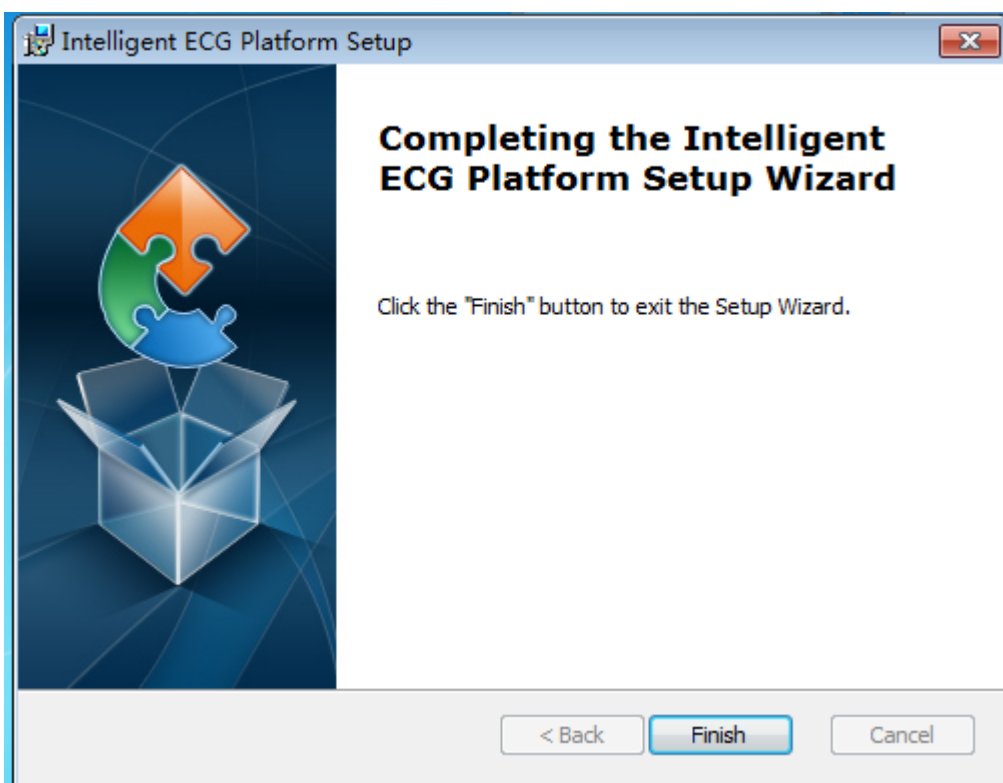 Intelligent ECG Platform Setup
Completing the Intelligent
ECG Platform Setup Wizard
Click the "Finish" button to exit the Setup Wizard.
< Back Finish Cancel